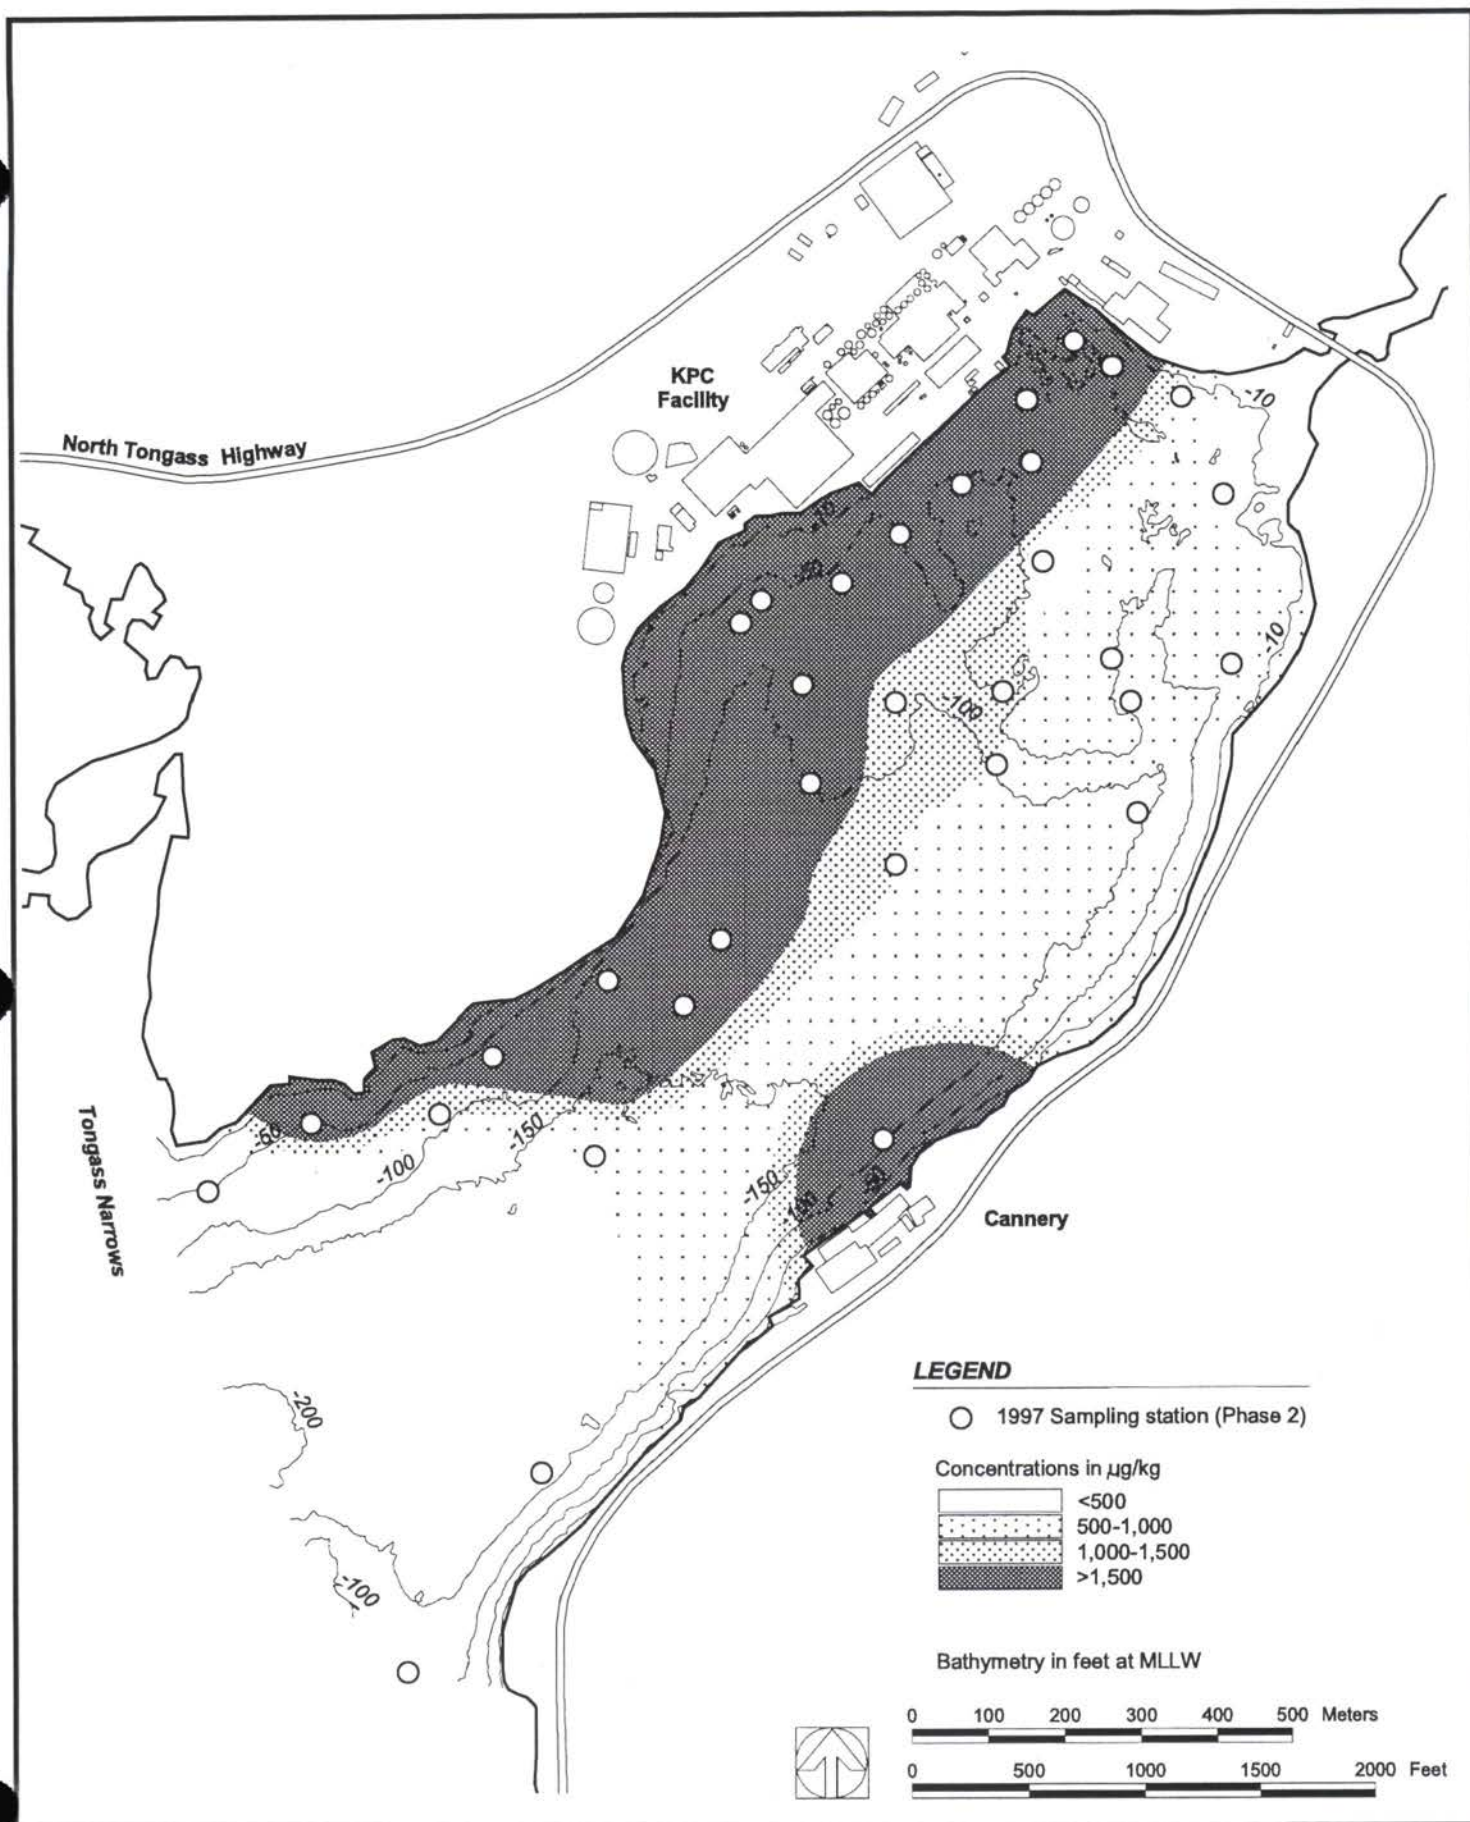 KPC
Facility
North Tongass Highway
-10
-10
-50
-10
-100
-50
-150
-100
-150
-100
-50
Tongass Narrows
Cannery
-200
-100
LEGEND
1997 Sampling station (Phase 2)
Concentrations in µg/kg
<500
500-1,000
1,000-1,500
>1,500
Bathymetry in feet at MLLW
0 100 200 300 400 500 Meters
0 500 1000 1500 2000 Feet